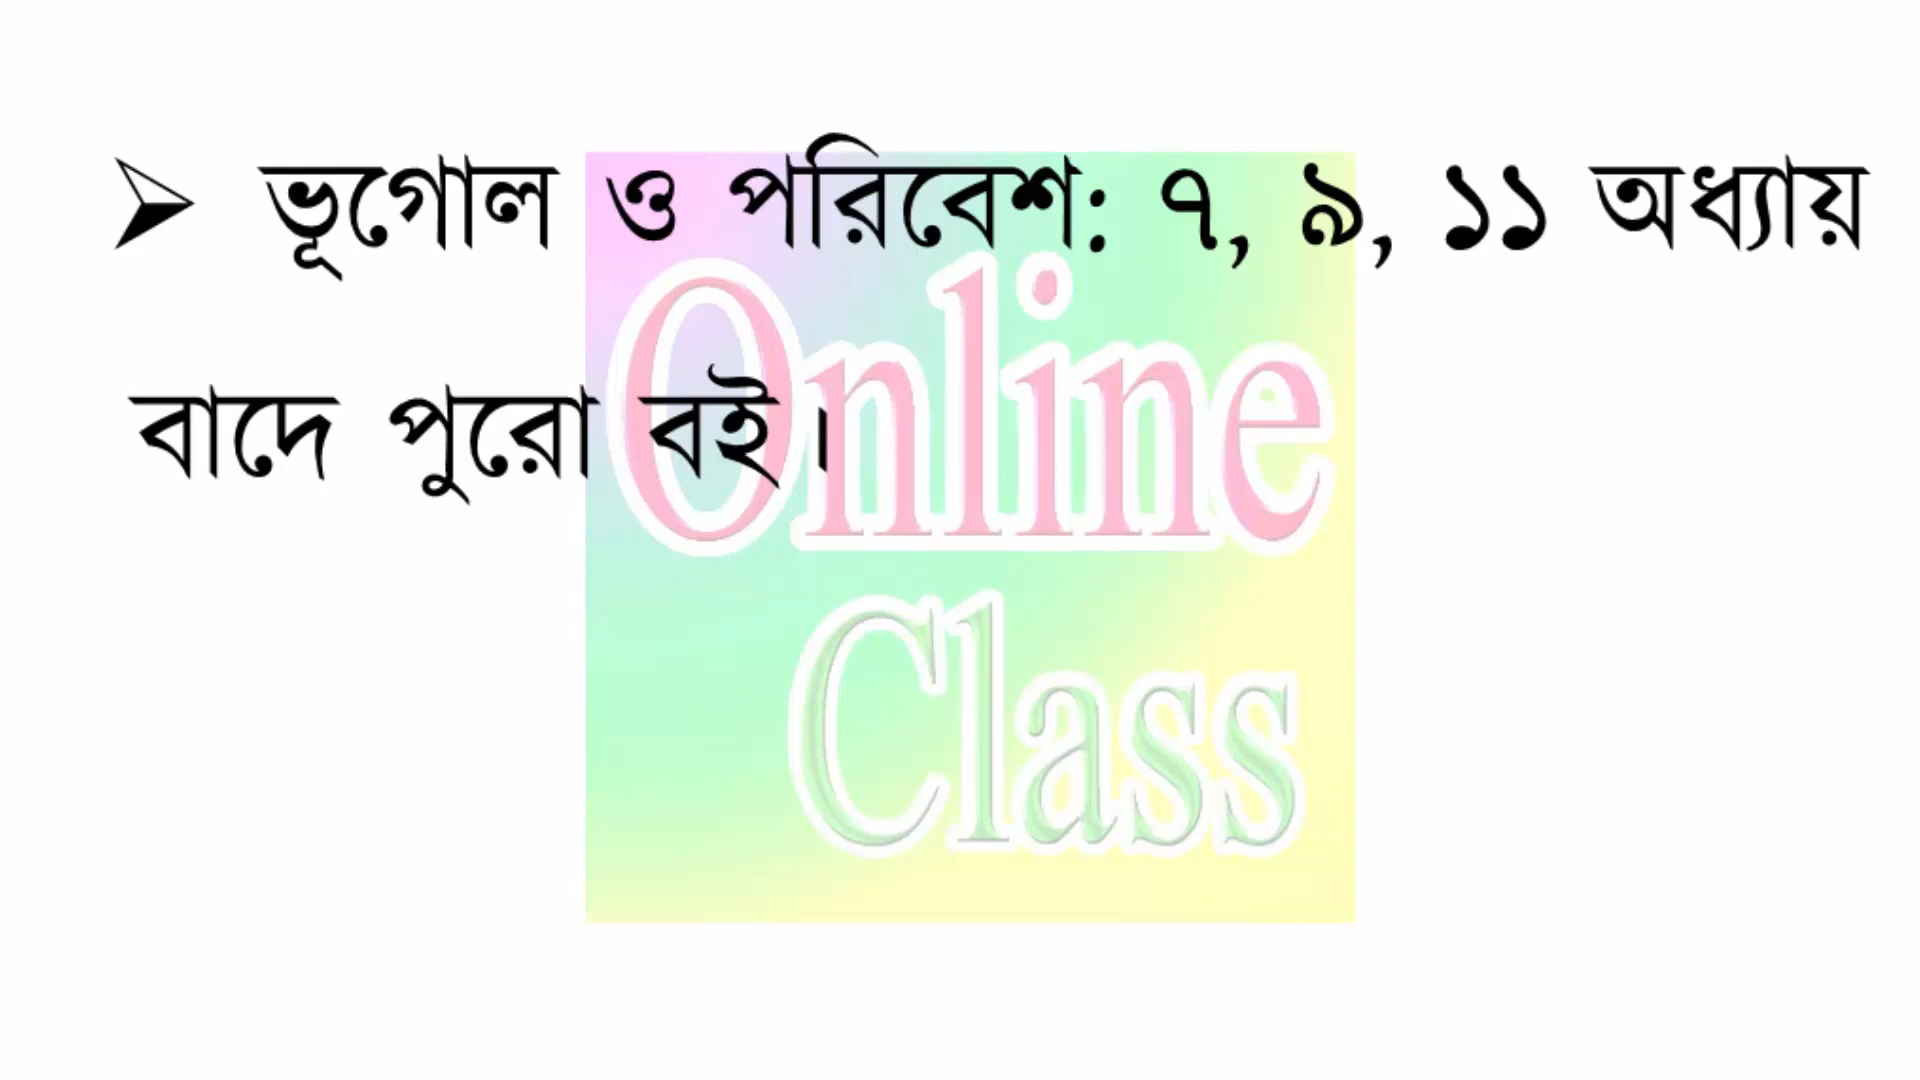 ➢ ভূগোল ও পরিবেশ: ৭, ৯, ১১ অধ্যায়
বাদে পুরো বই।
Online
Class